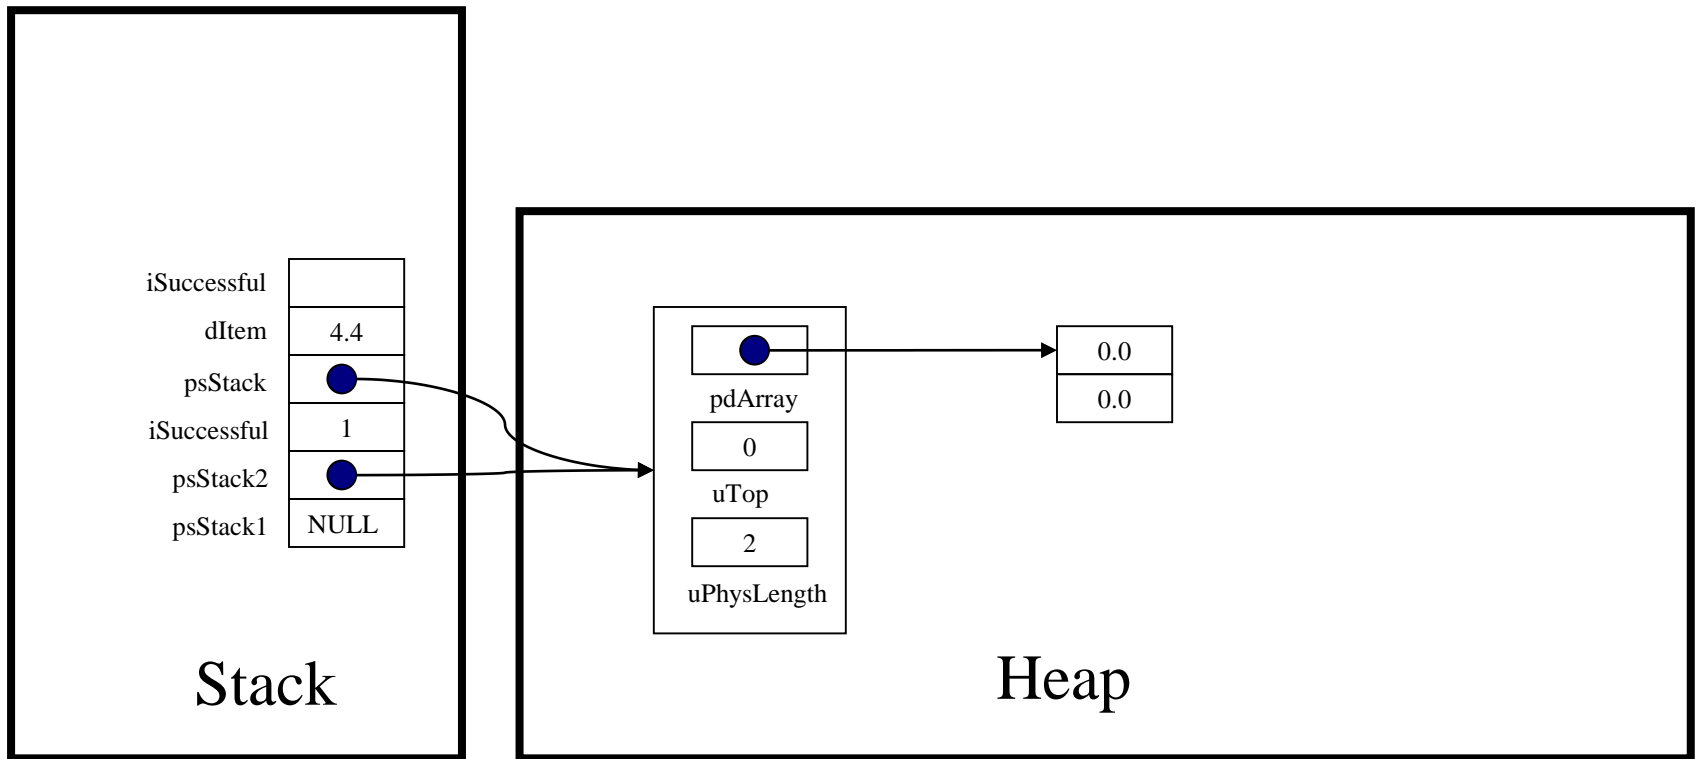 iSuccessful
dItem 4.4
psStack
iSuccessful 1
psStack2
psStack1 NULL
Stack
pdArray
0
uTop
2
uPhysLength
0.0
0.0
Heap